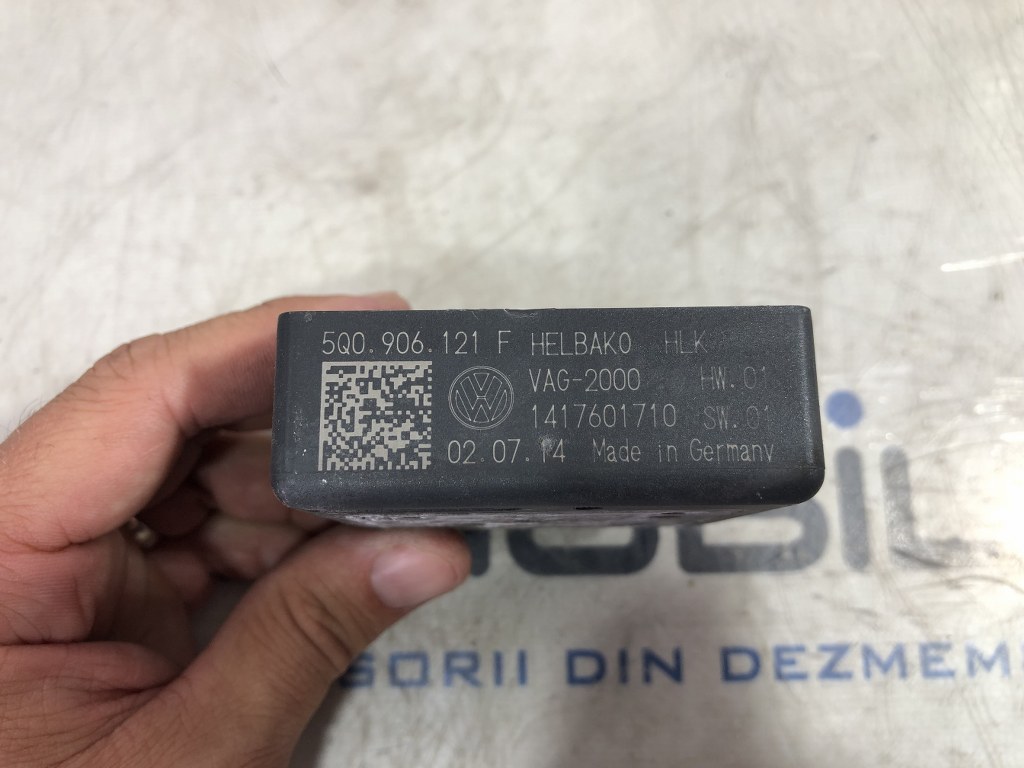 5Q0.906.121 F HELBAKO HLK
VAG-2000 HW.01
1417601710 SW.01
02.07.14 Made in Germany
SORII DIN DEZMEM